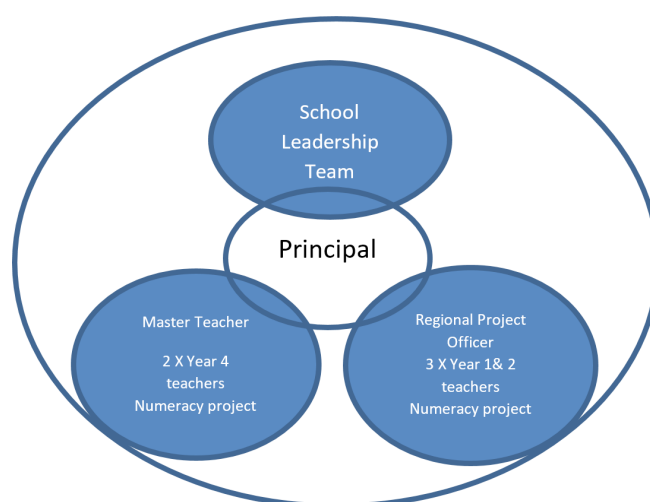 School
Leadership
Team
Principal
Master Teacher
2 X Year 4
teachers
Numeracy project
Regional Project
Officer
3 X Year 1& 2
teachers
Numeracy project